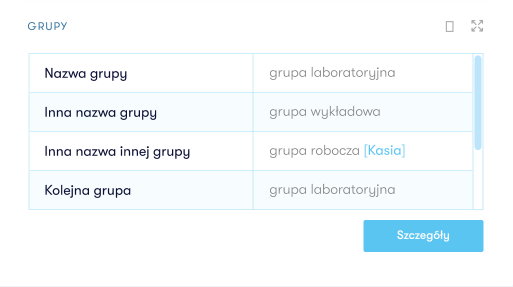 GRUPY
Nazwa grupy grupa laboratoryjna
Inna nazwa grupy grupa wykładowa
Inna nazwa innej grupy grupa robocza [Kasia]
Kolejna grupa grupa laboratoryjna
Szczegóły